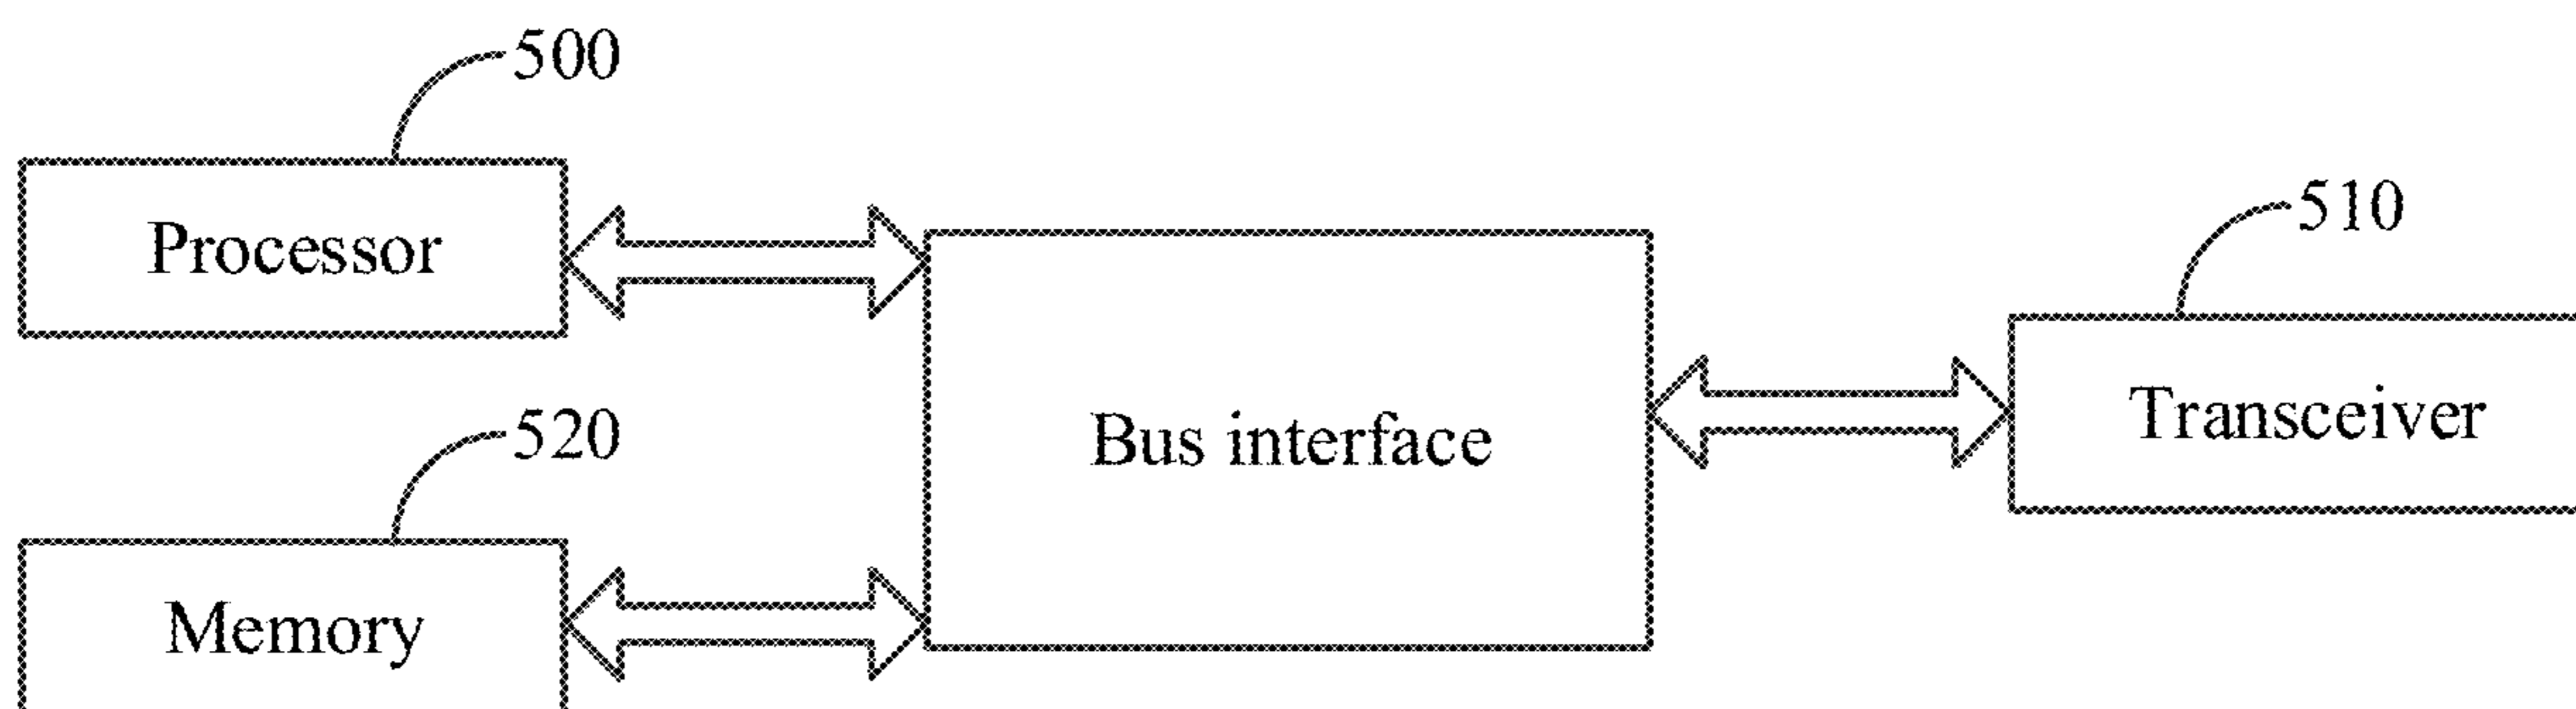 500
Processor
510
Bus interface
Transceiver
520
Memory